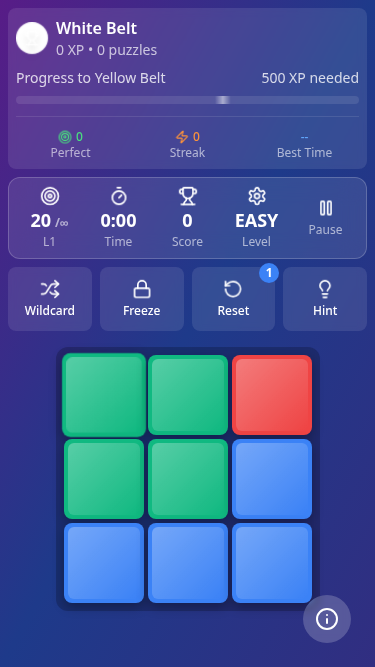 White Belt
0 XP • 0 puzzles
Progress to Yellow Belt 500 XP needed
0 0 --
Perfect Streak Best Time
20 /∞ 0:00 0 EASY Pause
L1 Time Score Level
1
Wildcard Freeze Reset Hint